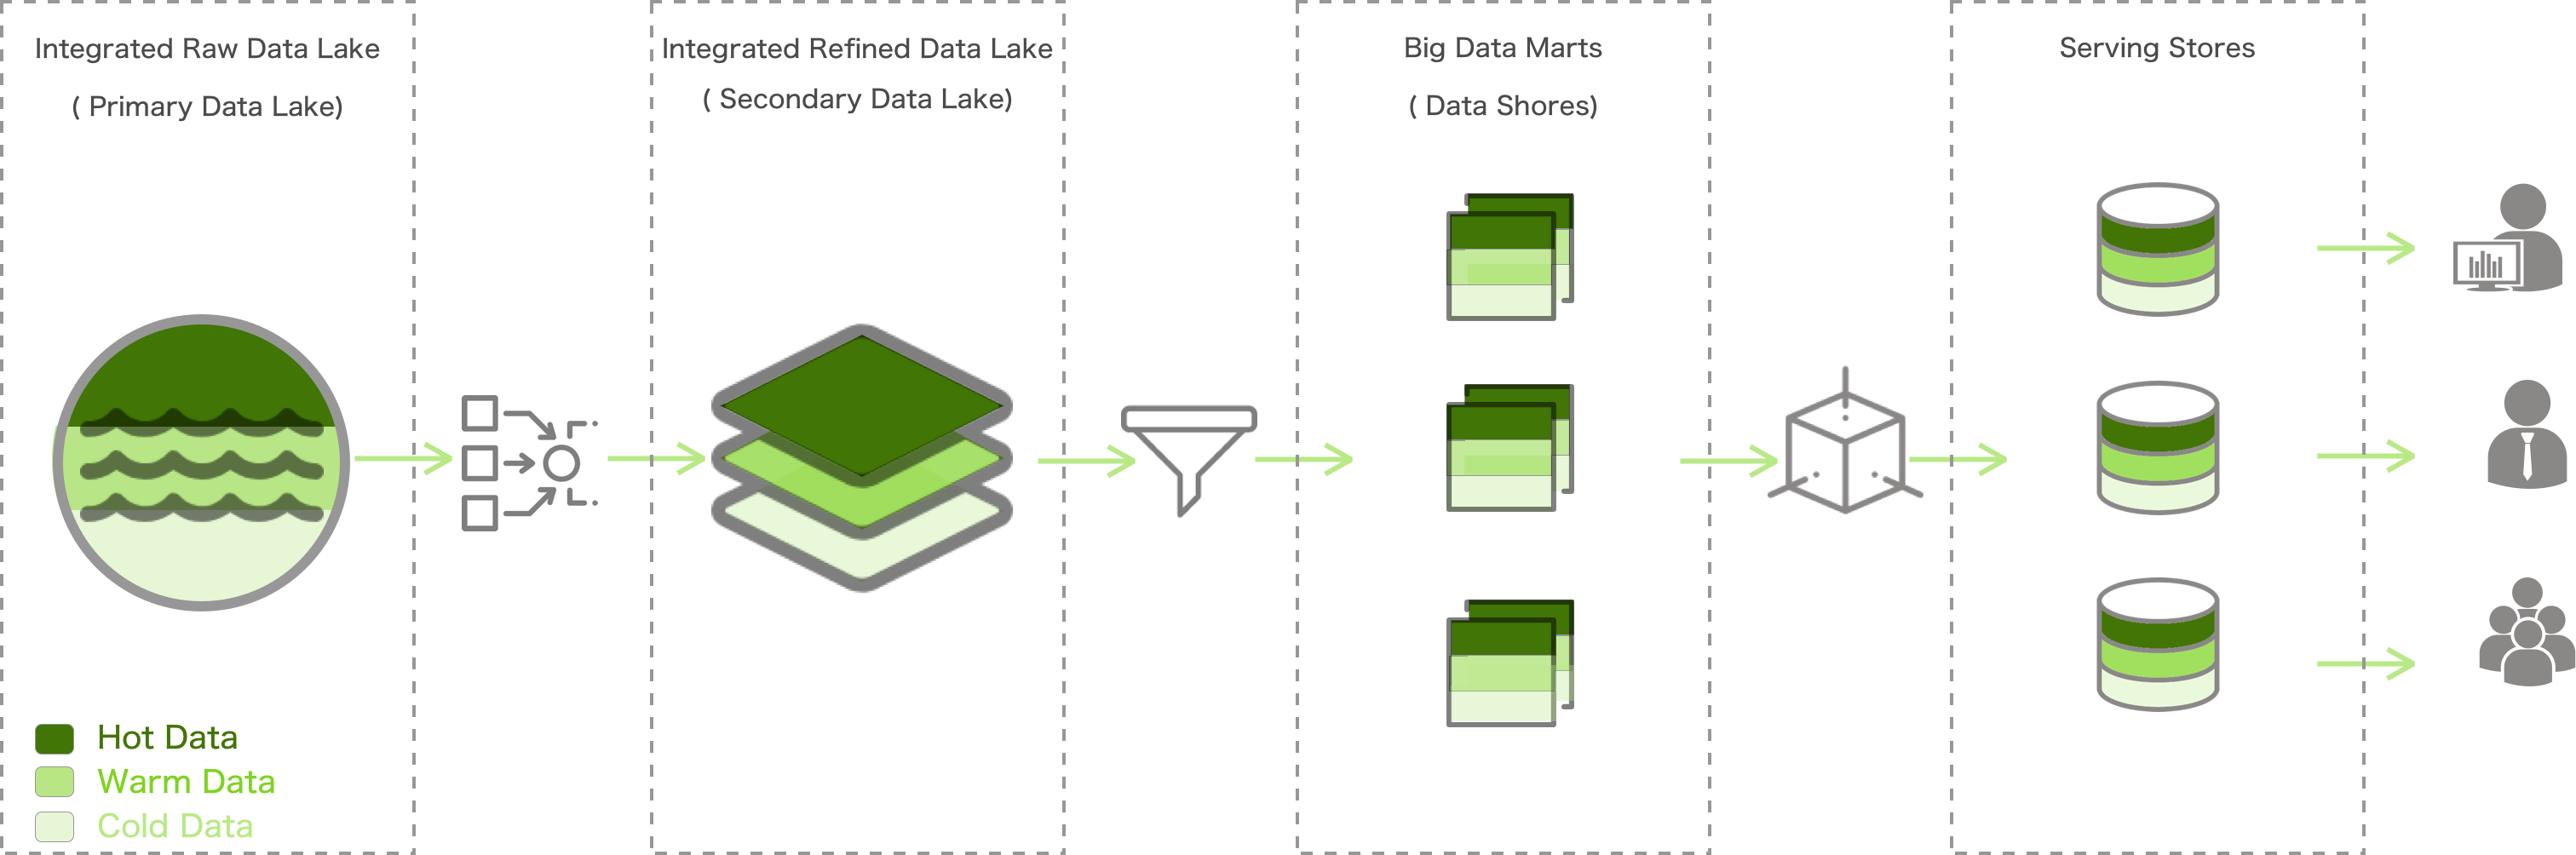 Integrated Raw Data Lake
( Primary Data Lake)
Integrated Refined Data Lake
( Secondary Data Lake)
Big Data Marts
( Data Shores)
Serving Stores
Hot Data
Warm Data
Cold Data